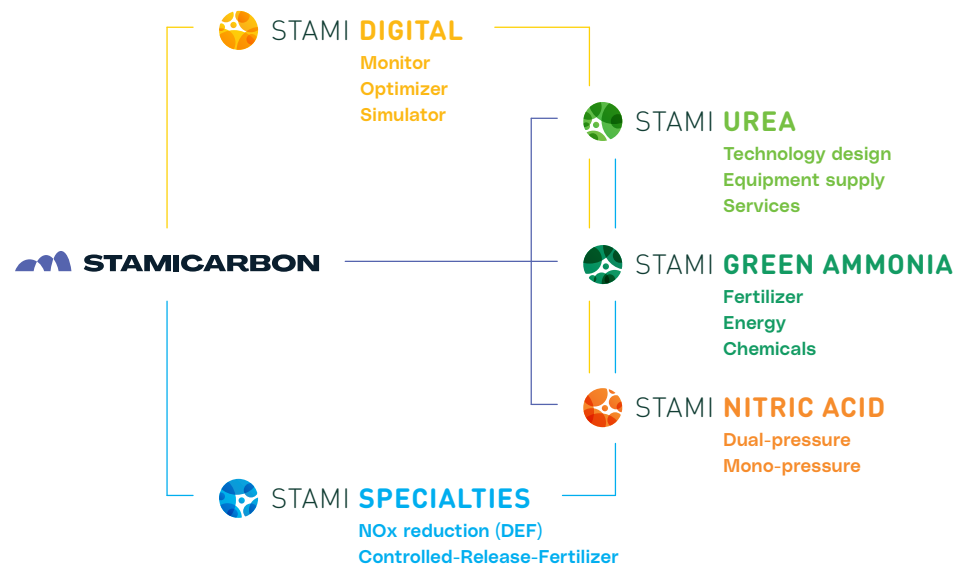 STAMI DIGITAL
Monitor
Optimizer
Simulator
STAMI UREA
Technology design
Equipment supply
Services
STAMICARBON
STAMI GREEN AMMONIA
Fertilizer
Energy
Chemicals
STAMI NITRIC ACID
Dual-pressure
Mono-pressure
STAMI SPECIALTIES
NOx reduction (DEF)
Controlled-Release-Fertilizer